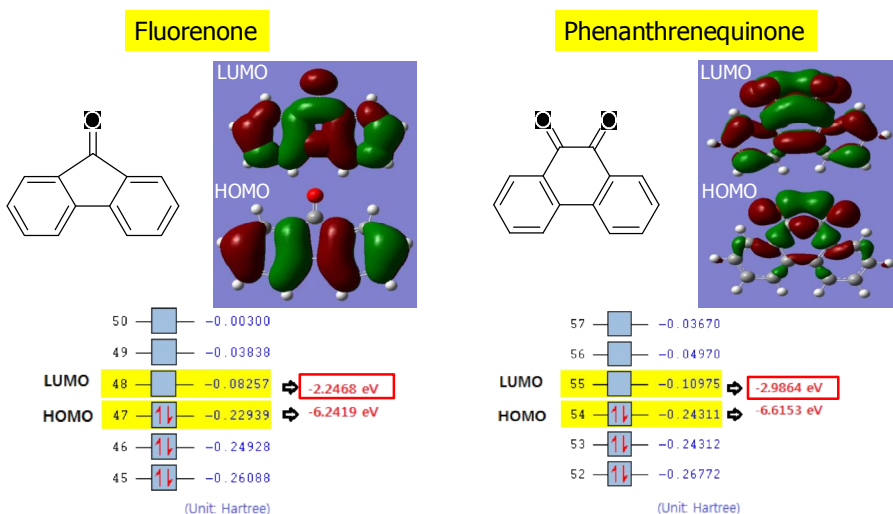 Fluorenone
LUMO
O
HOMO
50 -0.00300
49 -0.03838
LUMO 48 -0.08257 ⇨ -2.2468 eV
HOMO 47 -0.22939 ⇨ -6.2419 eV
46 -0.24928
45 -0.26088
(Unit: Hartree)
Phenanthrenequinone
LUMO
O O
HOMO
57 -0.03670
56 -0.04970
LUMO 55 -0.10975 ⇨ -2.9864 eV
HOMO 54 -0.24311 ⇨ -6.6153 eV
53 -0.24312
52 -0.26772
(Unit: Hartree)